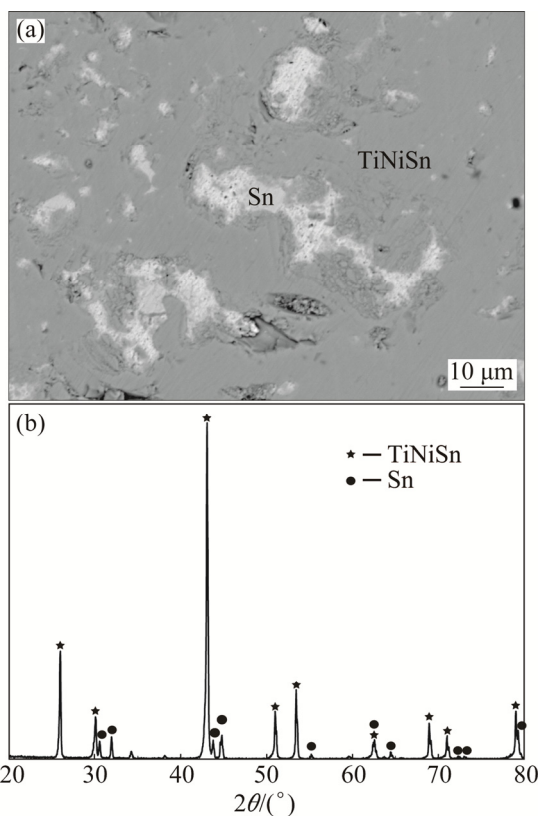 (a)
TiNiSn
Sn
10 μm
(b)
★ — TiNiSn
● — Sn
20 30 40 50 60 70 80
2θ/(°)